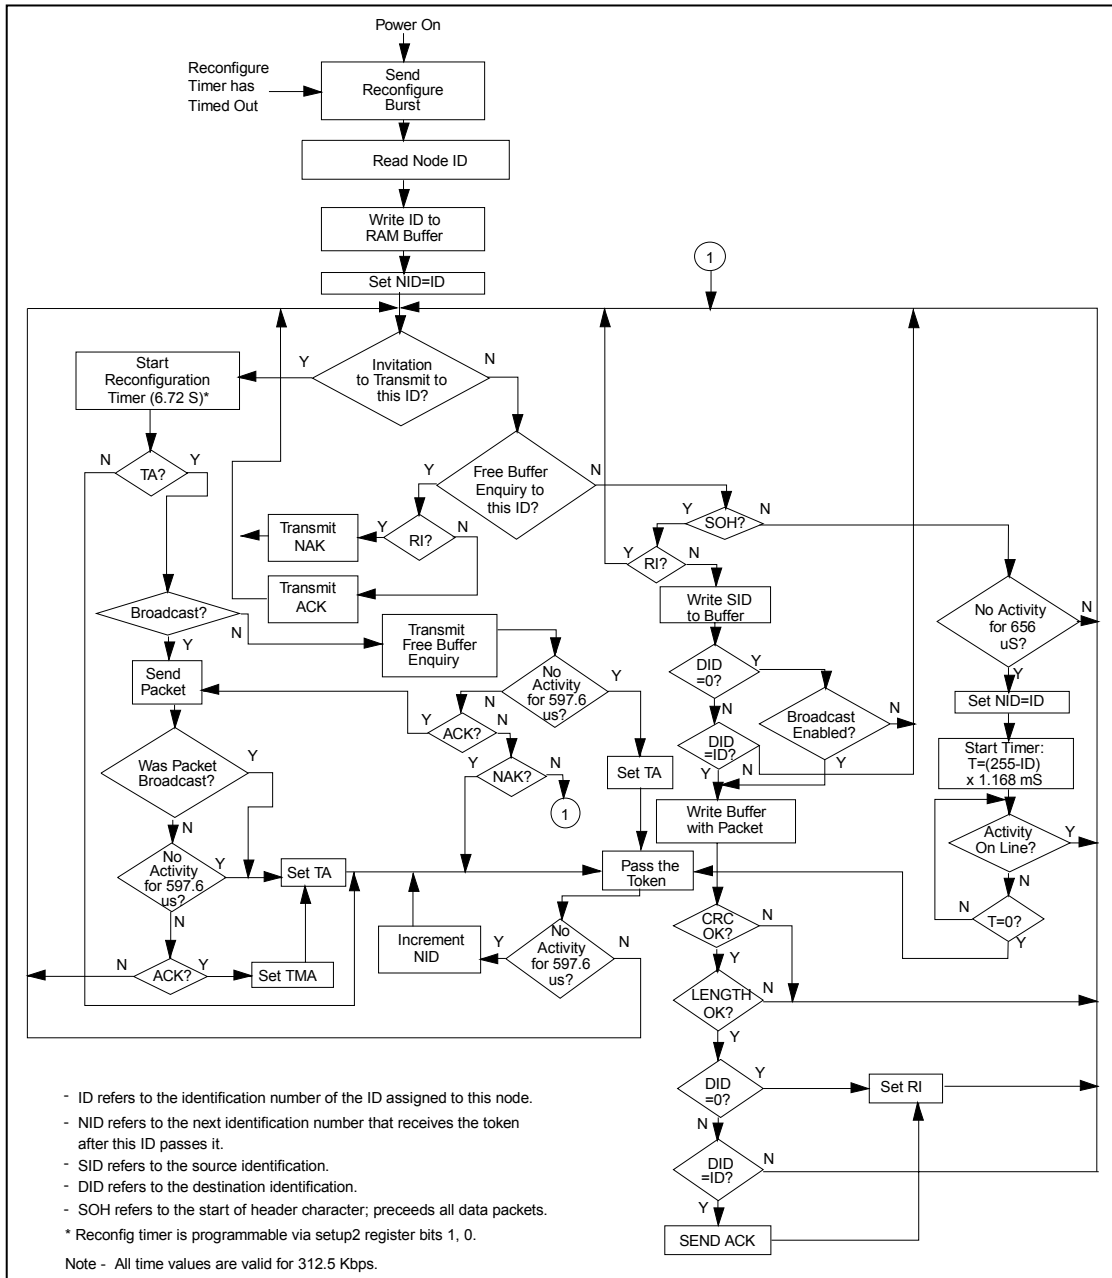 Power On
Reconfigure
Timer has
Timed Out
Send
Reconfigure
Burst
Read Node ID
Write ID to
RAM Buffer
1
Set NID=ID
Start
Reconfiguration
Timer (6.72 S)*
Y
Invitation
to Transmit to
this ID?
N
N
TA?
Y
Y
Free Buffer
Enquiry to
this ID?
N
Transmit
NAK
Y
RI?
N
Y
SOH?
N
Y
RI?
N
Transmit
ACK
Write SID
to Buffer
No Activity
for 656
uS?
N
Y
Broadcast?
N
Y
Transmit
Free Buffer
Enquiry
Send
Packet
No
Activity
for 597.6
us?
N
Y
DID
=0?
Y
N
Set NID=ID
Y
ACK?
N
Broadcast
Enabled?
N
Y
DID
=ID?
Y
N
Start Timer:
T=(255-ID)
x 1.168 mS
Was Packet
Broadcast?
Y
N
Y
NAK?
N
1
Set TA
Write Buffer
with Packet
Activity
On Line?
Y
N
No
Activity
for 597.6
us?
Y
N
Set TA
Pass the
Token
N
T=0?
Y
CRC
OK?
N
Y
Increment
NID
Y
No
Activity
for 597.6
us?
N
N
ACK?
Y
Set TMA
LENGTH
OK?
N
Y
DID
=0?
Y
N
Set RI
DID
=ID?
N
Y
SEND ACK
- ID refers to the identification number of the ID assigned to this node.
- NID refers to the next identification number that receives the token
after this ID passes it.
- SID refers to the source identification.
- DID refers to the destination identification.
- SOH refers to the start of header character; preceeds all data packets.
* Reconfig timer is programmable via setup2 register bits 1, 0.
Note - All time values are valid for 312.5 Kbps.